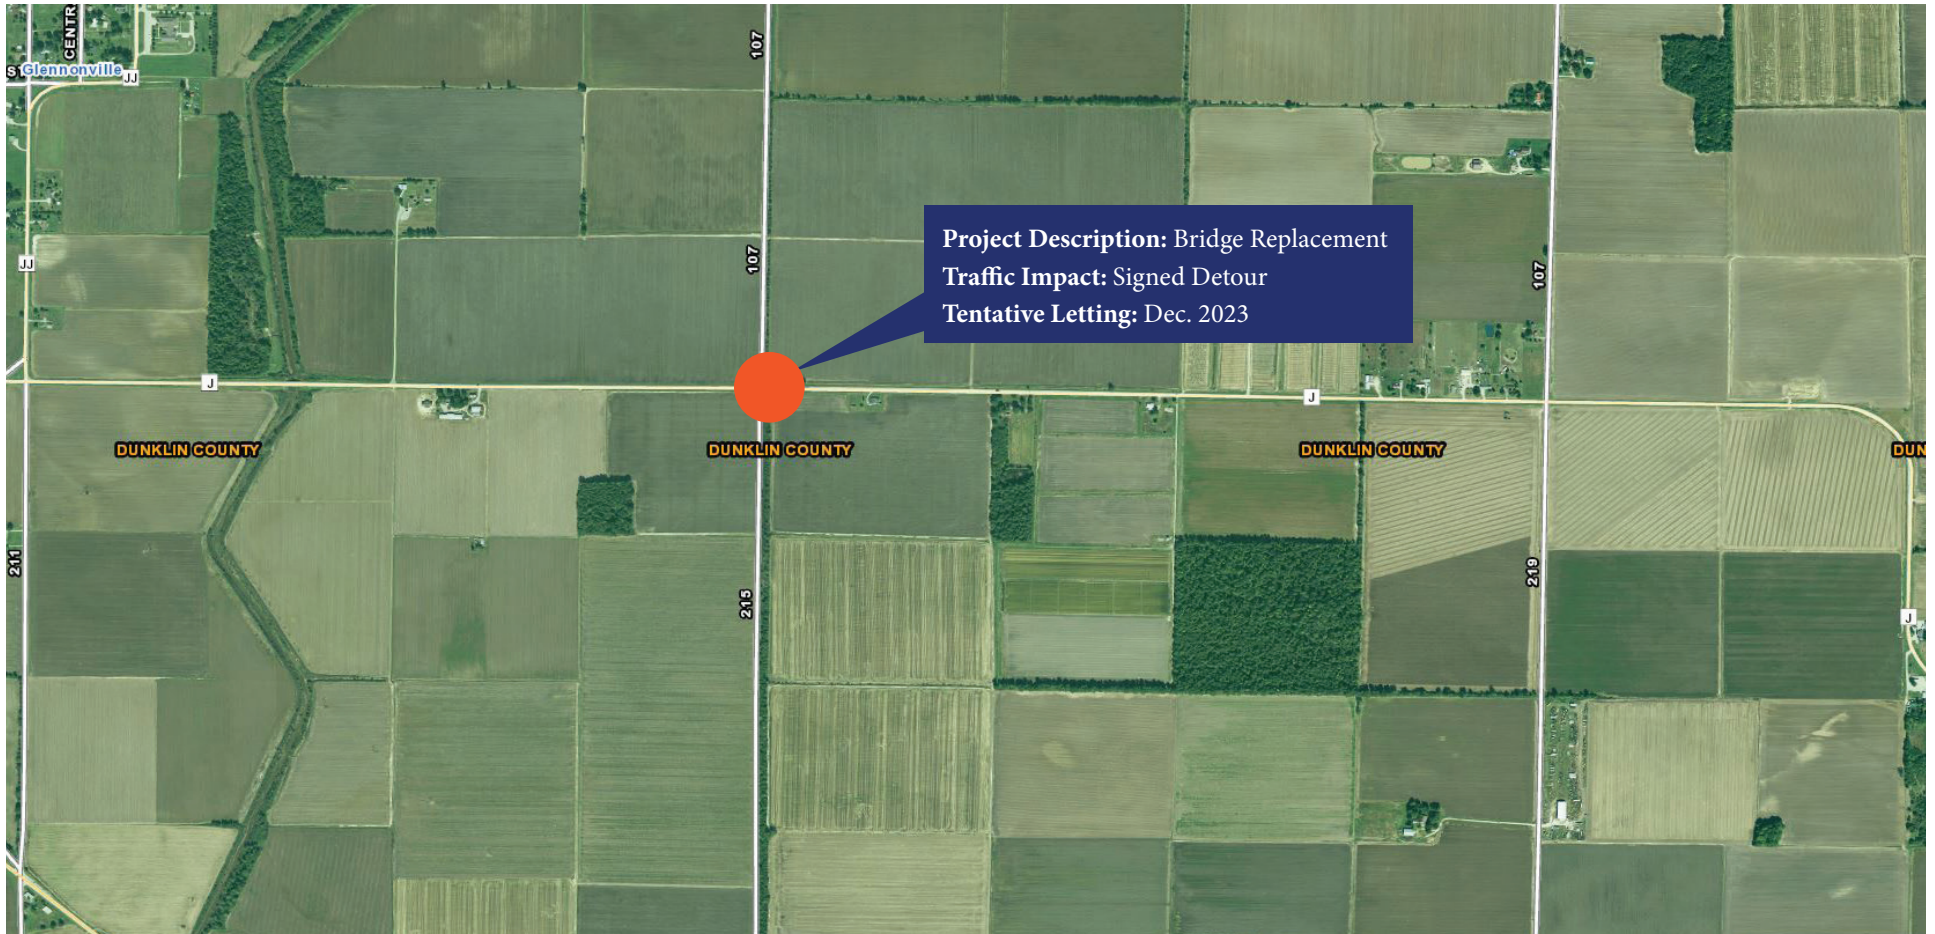 CENTR
107
ST
Glennonville
JJ
107
JJ
107
Project Description: Bridge Replacement
Traffic Impact: Signed Detour
Tentative Letting: Dec. 2023
J
J
DUNKLIN COUNTY
DUNKLIN COUNTY
DUNKLIN COUNTY
DUN
211
215
219
J